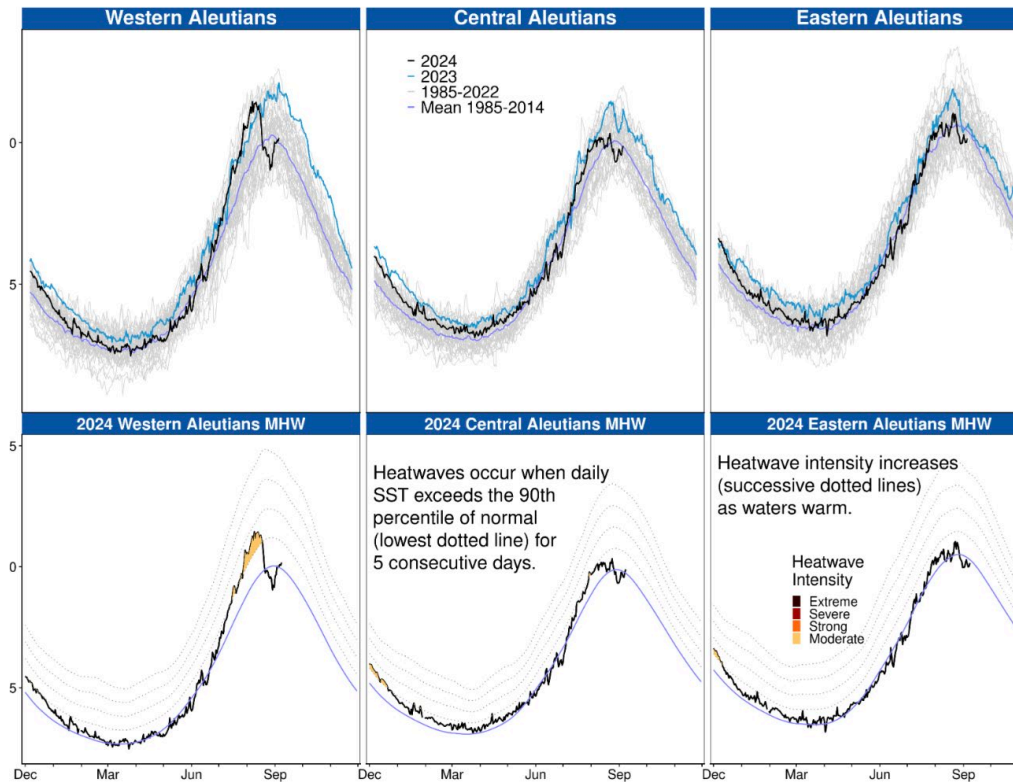 Western Aleutians
Central Aleutians
Eastern Aleutians
2024
2023
1985-2022
Mean 1985-2014
0
5
2024 Western Aleutians MHW
2024 Central Aleutians MHW
2024 Eastern Aleutians MHW
5
0
5
Heatwaves occur when daily
SST exceeds the 90th
percentile of normal
(lowest dotted line) for
5 consecutive days.
Heatwave intensity increases
(successive dotted lines)
as waters warm.
Heatwave
Intensity
Extreme
Severe
Strong
Moderate
Dec Mar Jun Sep
Dec Mar Jun Sep
Dec Mar Jun Sep